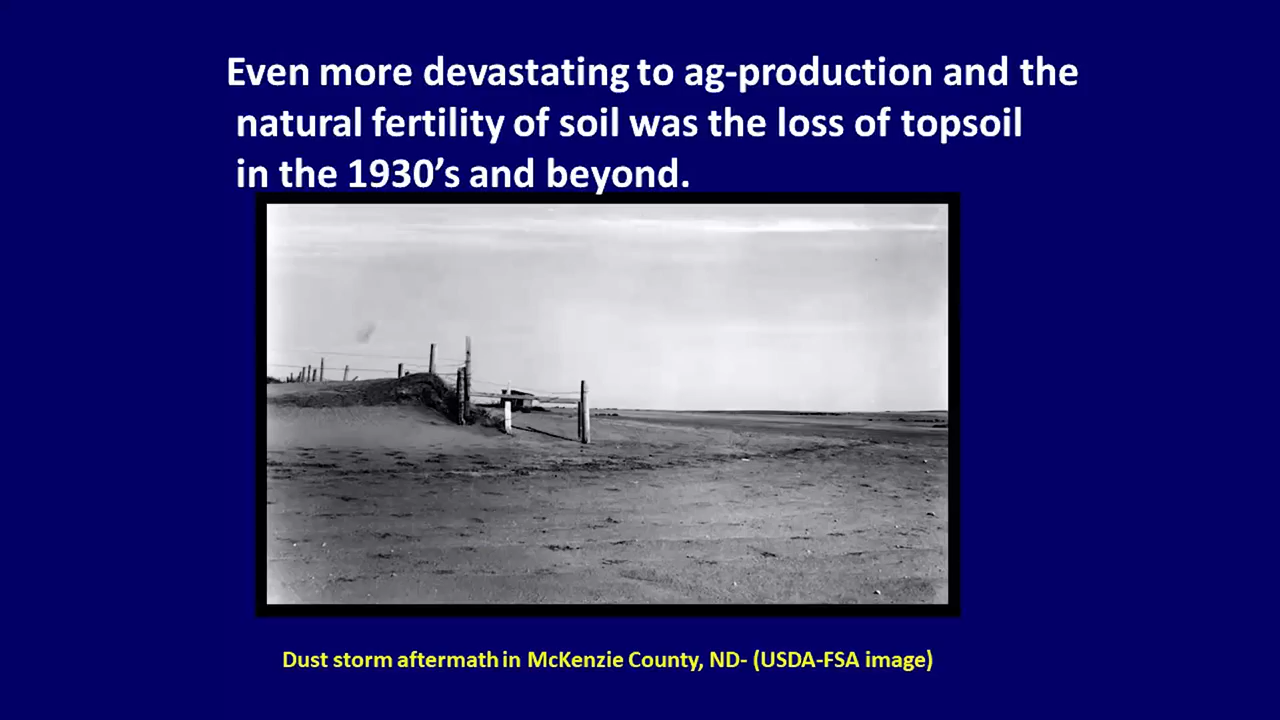 Even more devastating to ag-production and the
natural fertility of soil was the loss of topsoil
in the 1930’s and beyond.
Dust storm aftermath in McKenzie County, ND- (USDA-FSA image)